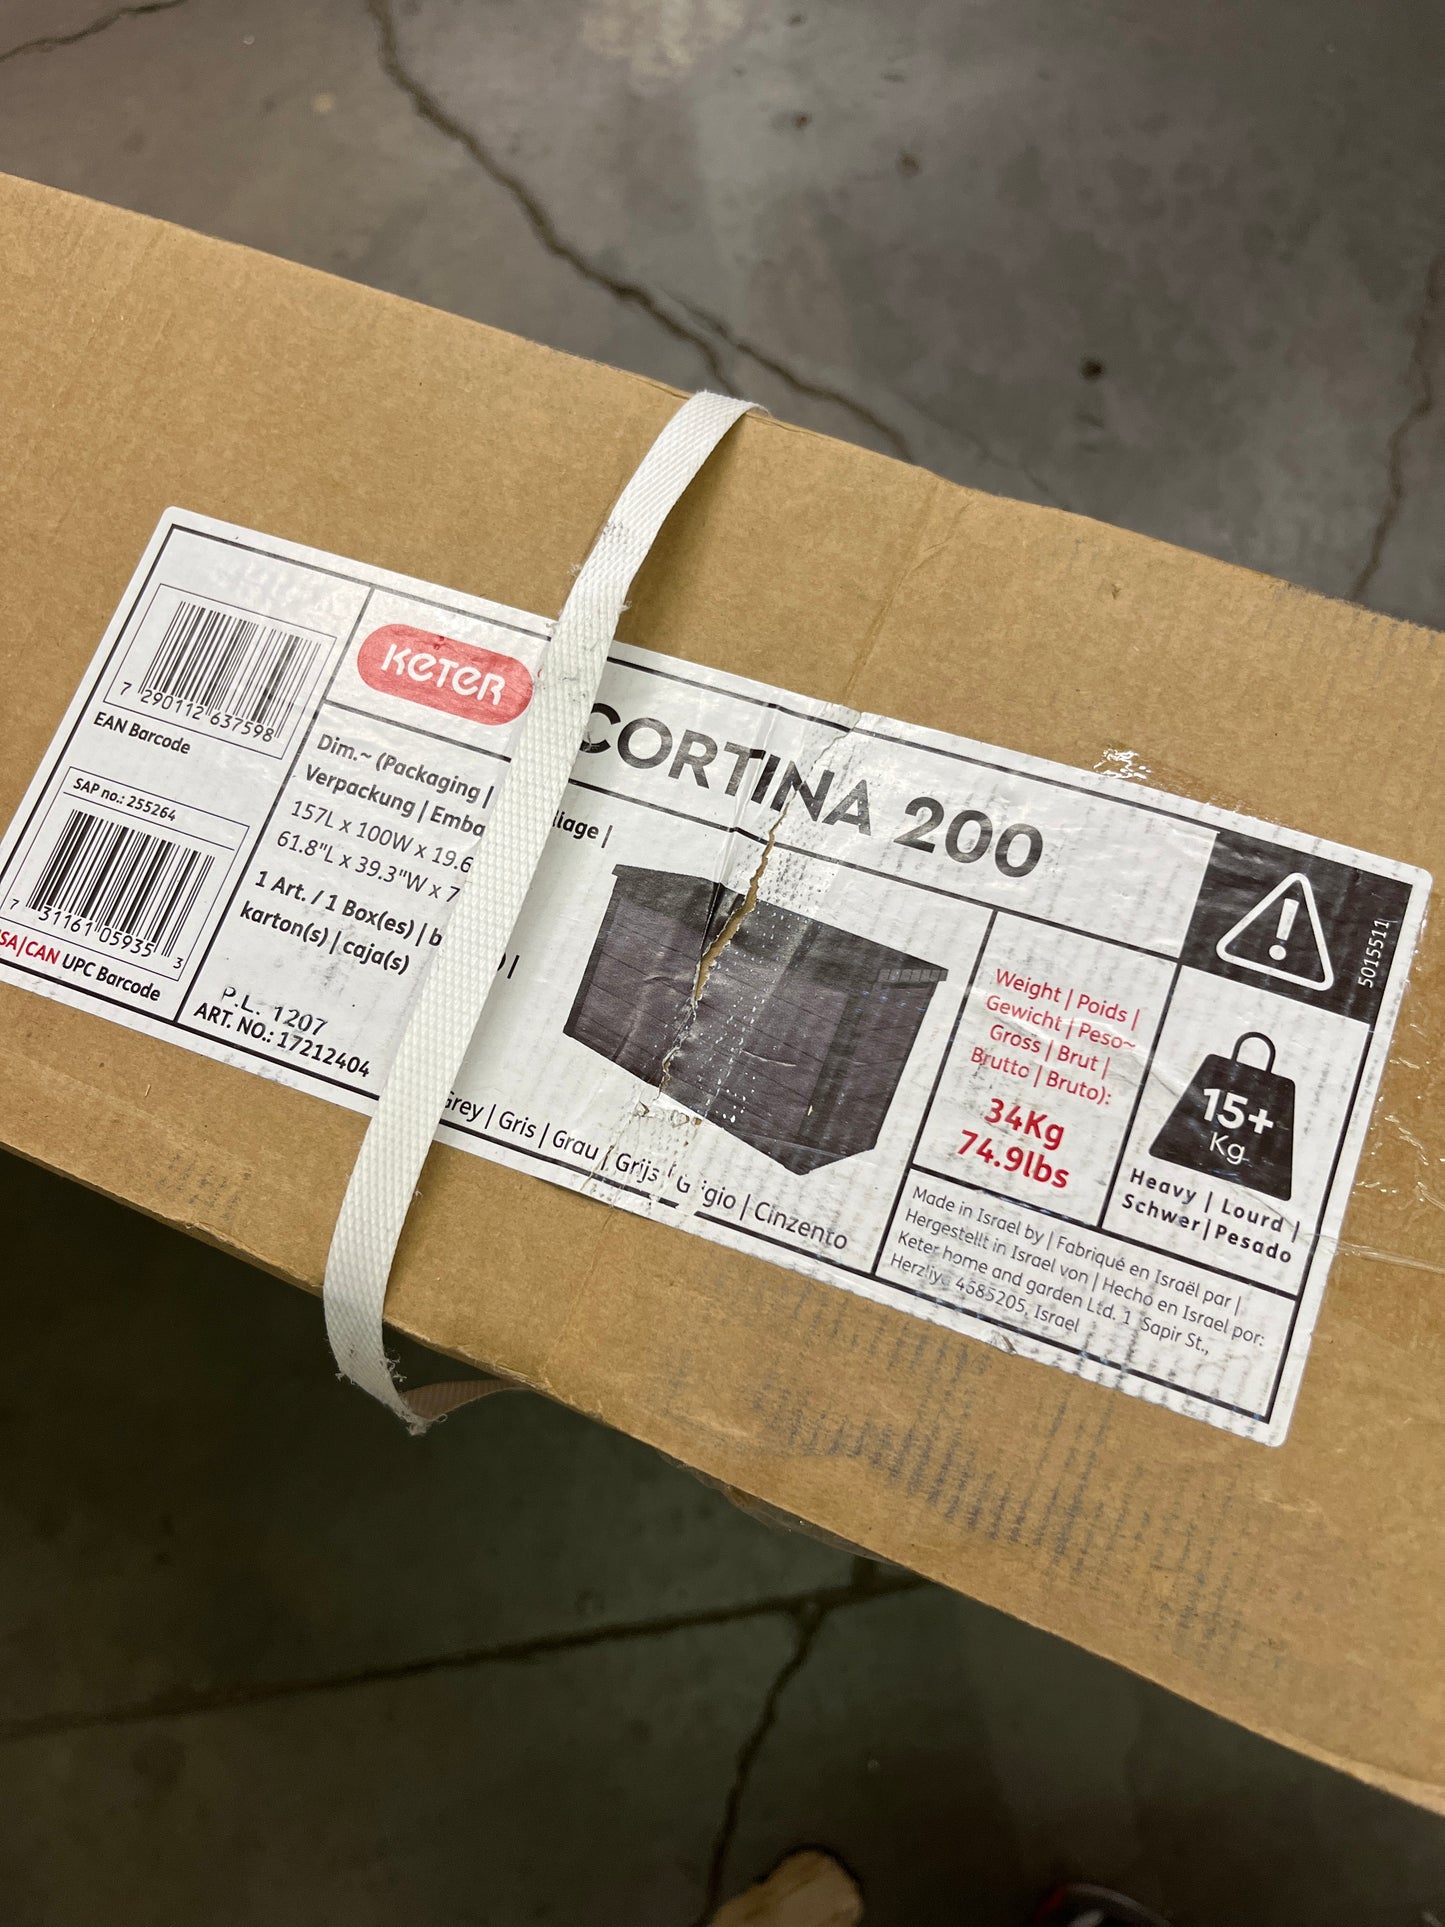 7 290112 637598
EAN Barcode
SAP no.: 255264
7 31161 05935 3
SA|CAN UPC Barcode
KETER
CORTINA 200
Dim.~ (Packaging |
Verpackung | Emba
llage |
157L x 100W x 19.6
61.8"L x 39.3"W x 7
1 Art. / 1 Box(es) | b
) |
karton(s) | caja(s)
P.L. 1207
ART. NO.: 17212404
Grey | Gris | Grau | Grijs | Grigio | Cinzento
Weight | Poids |
Gewicht | Peso~
Gross | Brut |
Brutto | Bruto):
34Kg
74.9lbs
5015511
15+
Kg
Heavy | Lourd |
Schwer | Pesado
Made in Israel by | Fabriqué en Israël par |
Hergestellt in Israel von | Hecho en Israel por:
Keter home and garden Ltd. 1 Sapir St.,
Herzliya 4685205, Israel